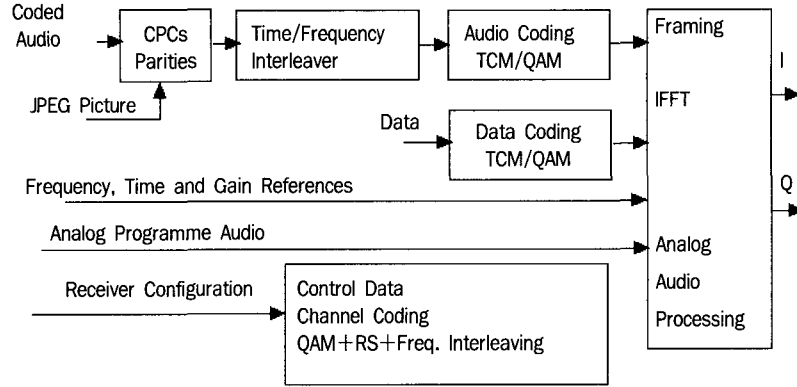 Coded
Audio
CPCs
Parities
Time/Frequency
Interleaver
Audio Coding
TCM/QAM
Framing
I
JPEG Picture
IFFT
Data
Data Coding
TCM/QAM
Q
Frequency, Time and Gain References
Analog Programme Audio
Analog
Audio
Processing
Receiver Configuration
Control Data
Channel Coding
QAM+RS+Freq. Interleaving